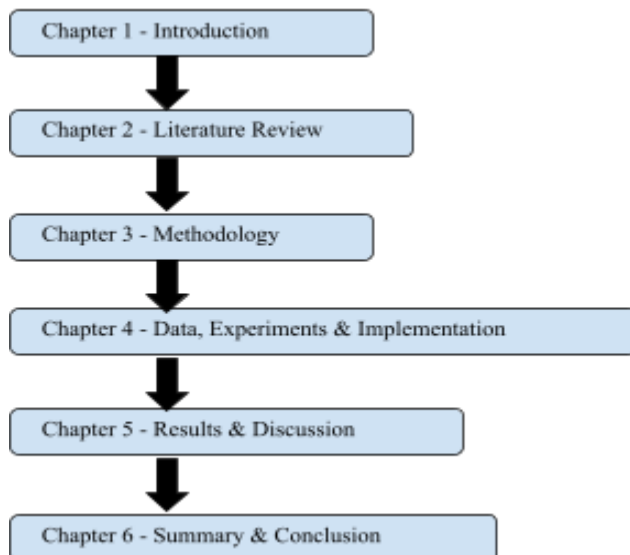 Chapter 1 - Introduction
Chapter 2 - Literature Review
Chapter 3 - Methodology
Chapter 4 - Data, Experiments & Implementation
Chapter 5 - Results & Discussion
Chapter 6 - Summary & Conclusion